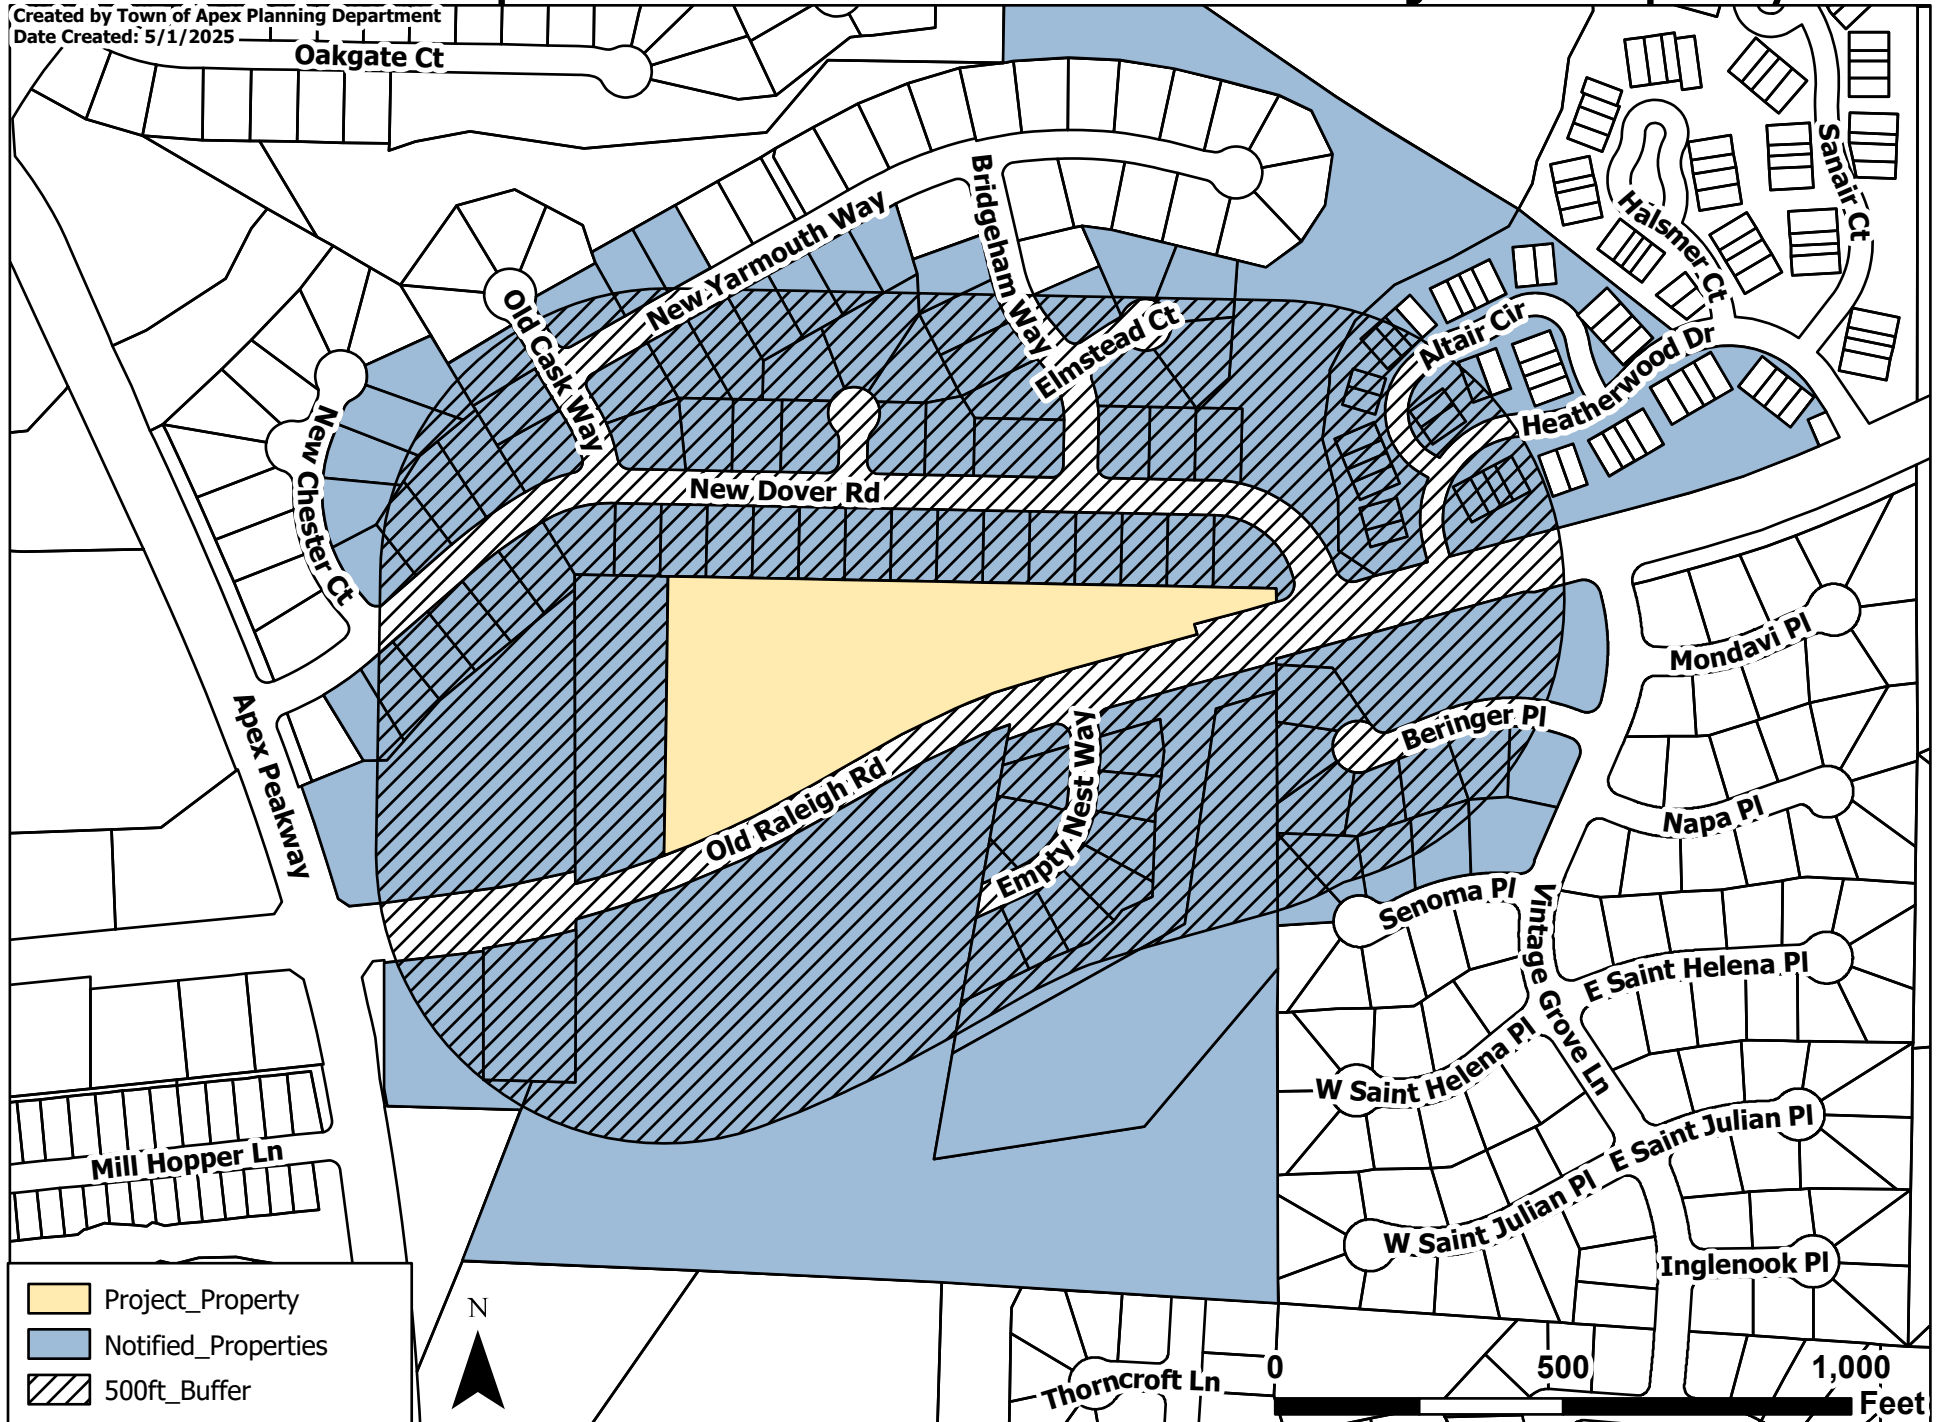 Created by Town of Apex Planning Department
Date Created: 5/1/2025
Oakgate Ct
Sanair Ct
Bridgeham Way
Halsmer Ct
New Yarmouth Way
Old Cask Way
Elmstead Ct
Altair Cir
Heatherwood Dr
New Chester Ct
New Dover Rd
Mondavi Pl
Apex Peakway
Beringer Pl
Empty Nest Way
Old Raleigh Rd
Napa Pl
Senoma Pl
Vintage Grove Ln
E Saint Helena Pl
W Saint Helena Pl
E Saint Julian Pl
Mill Hopper Ln
W Saint Julian Pl
Inglenook Pl
Thorncroft Ln
Project_Property
Notified_Properties
500ft_Buffer
N
0 500 1,000
Feet